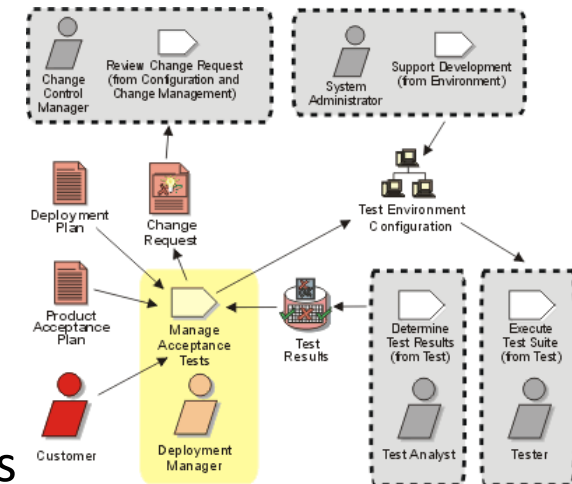 Change
Control
Manager
Review Change Request
(from Configuration and
Change Management)
System
Administrator
Support Development
(from Environment)
Deployment
Plan
Change
Request
Test Environment
Configuration
Product
Acceptance
Plan
Manage
Acceptance
Tests
Test
Results
Determine
Test Results
(from Test)
Execute
Test Suite
(from Test)
Customer
Deployment
Manager
Test Analyst
Tester
s